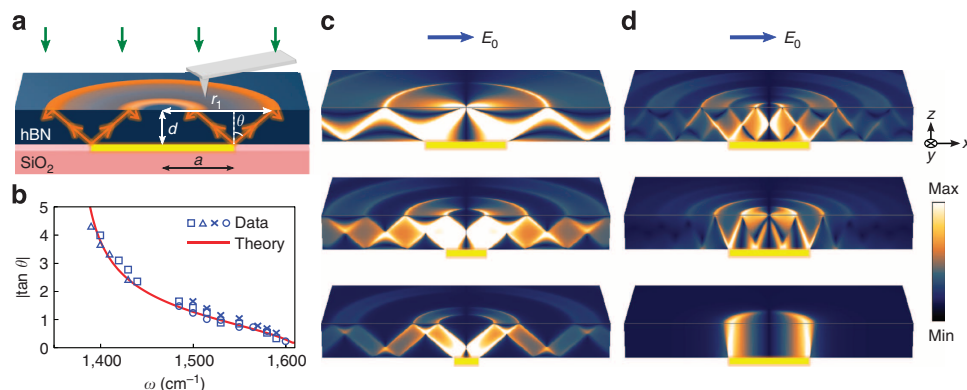 a
r1
θ
d
hBN
a
SiO2
b
5
4
3
2
1
0
|tan θ|
Data
Theory
1,400
1,500
1,600
ω (cm−1)
c
E0
d
E0
z
y
x
Max
Min